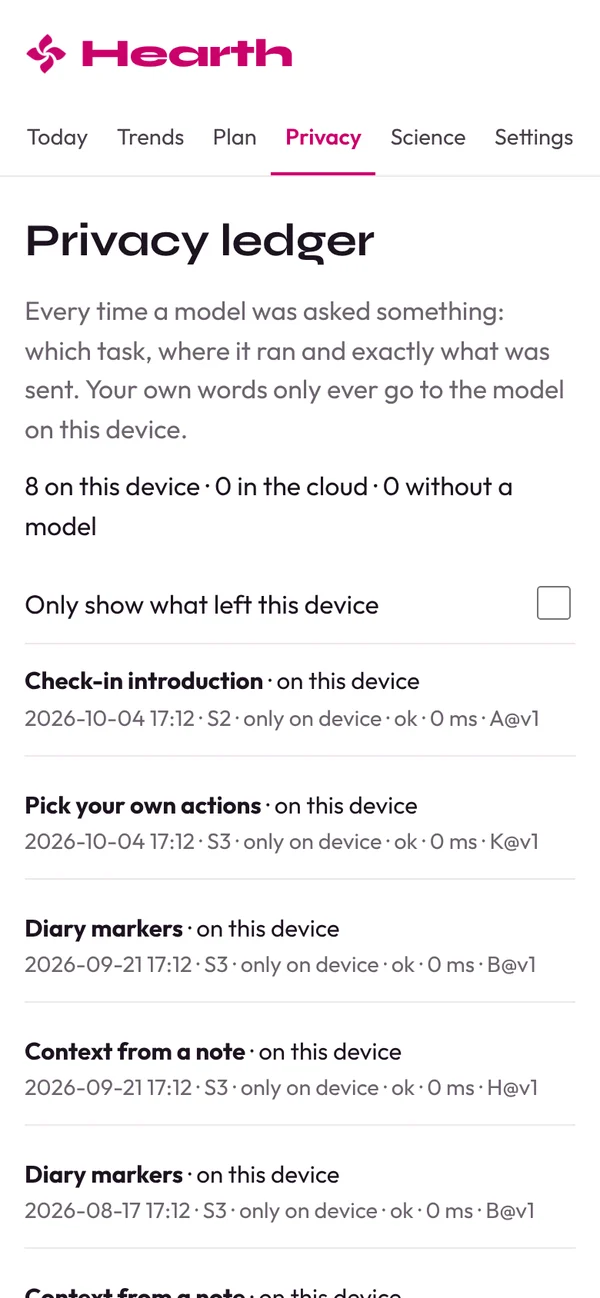 Hearth
Today Trends Plan Privacy Science Settings
Privacy ledger
Every time a model was asked something:
which task, where it ran and exactly what was
sent. Your own words only ever go to the model
on this device.
8 on this device · 0 in the cloud · 0 without a
model
Only show what left this device
Check-in introduction · on this device
2026-10-04 17:12 · S2 · only on device · ok · 0 ms · A@v1
Pick your own actions · on this device
2026-10-04 17:12 · S3 · only on device · ok · 0 ms · K@v1
Diary markers · on this device
2026-09-21 17:12 · S3 · only on device · ok · 0 ms · B@v1
Context from a note · on this device
2026-09-21 17:12 · S3 · only on device · ok · 0 ms · H@v1
Diary markers · on this device
2026-08-17 17:12 · S3 · only on device · ok · 0 ms · B@v1
Context from a note · on this device